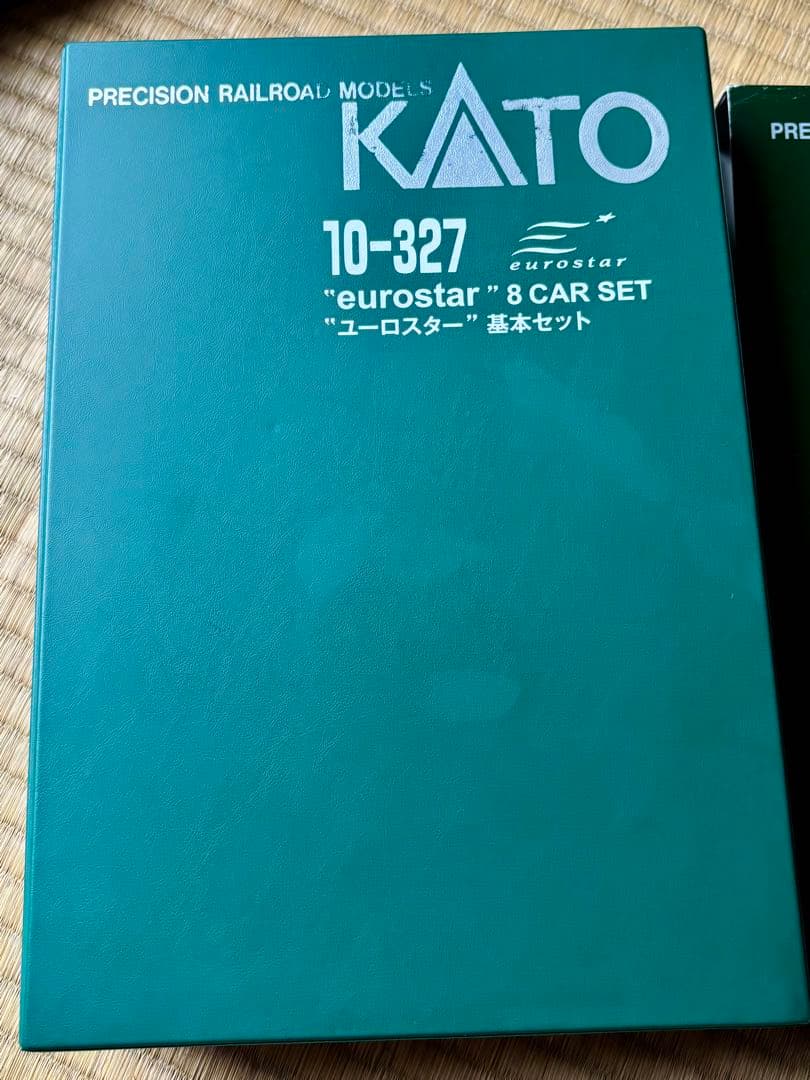 PRECISION RAILROAD MODELS
KATO
10-327
eurostar
"eurostar" 8 CAR SET
"ユーロスター" 基本セット
PRE